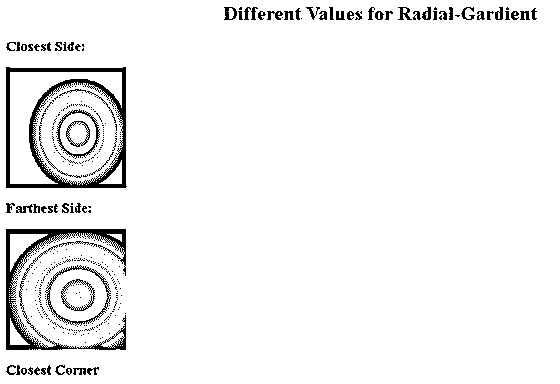 Different Values for Radial-Gardient
Closest Side:
Farthest Side:
Closest Corner